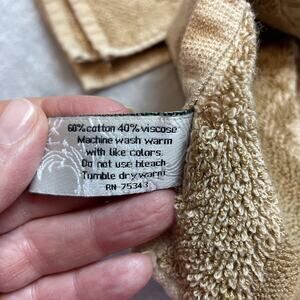 60% cotton 40% viscose
Machine wash warm
with like colors.
Do not use bleach.
Tumble dry warm.
RN 75343